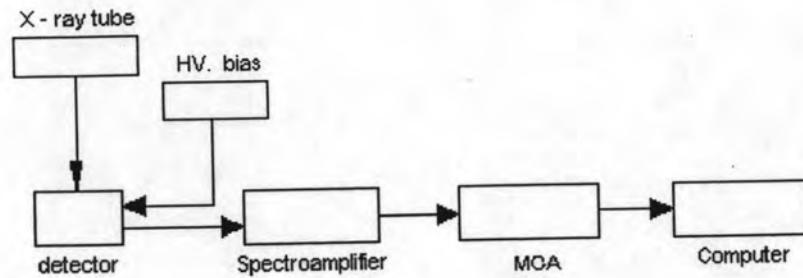 X - ray tube
HV. bias
detector
Spectroamplifier
MCA
Computer